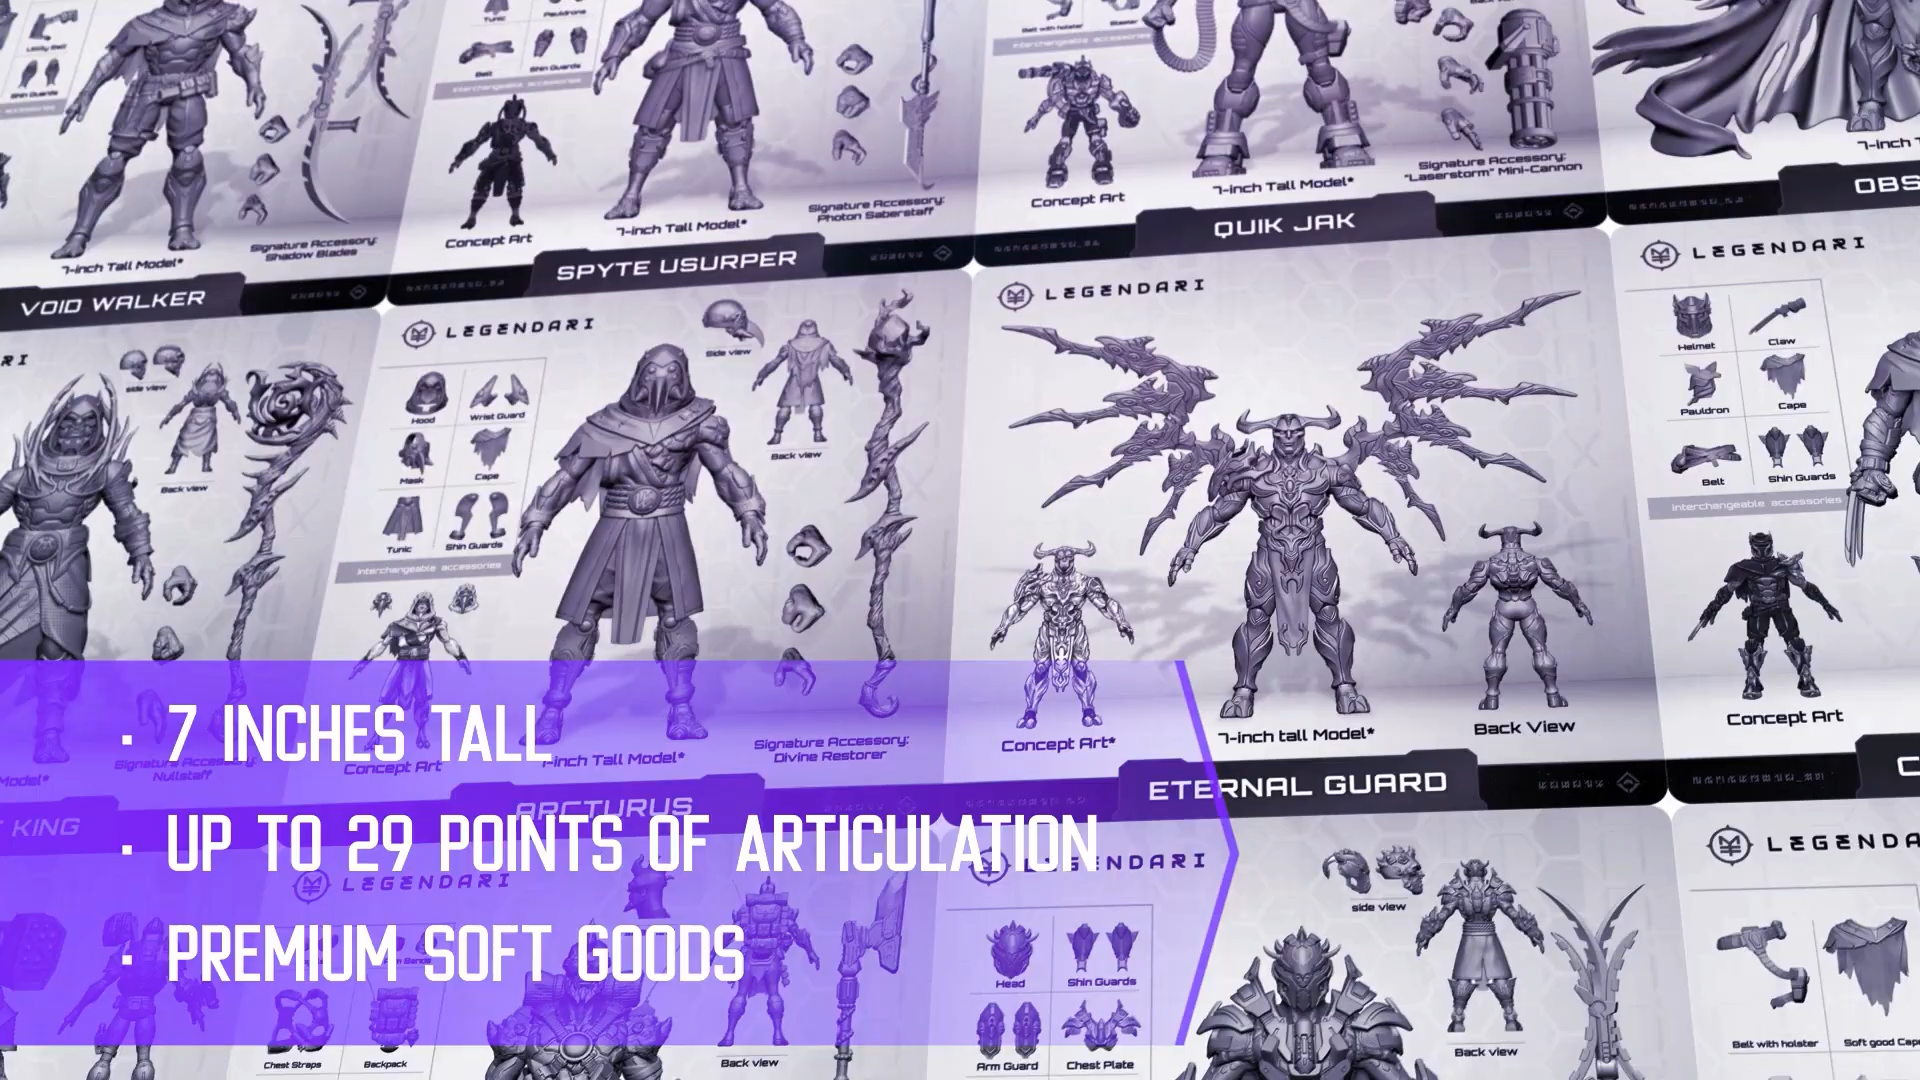 Utility Belt
Shin Guards
7-inch Tall Model*
Signature Accessory:
Shadow Blades
VOID WALKER
Tunic
Pauldrons
Belt
Shin Guards
Interchangeable accessories
Concept Art
7-inch Tall Model*
Signature Accessory:
Photon Saberstaff
SPYTE USURPER
Belt with holster
Blaster
Interchangeable accessories
Concept Art
7-inch Tall Model*
Signature Accessory:
"Laserstorm" Mini-Cannon
QUIK JAK
7-inch T
OBS
RI
side view
Back view
Model*
Signature Accessory:
Nullstaff
KING
LEGENDARI
Hood
Wrist Guard
Mask
Cape
Tunic
Shin Guards
Interchangeable accessories
Side view
Back view
Concept Art
7-inch Tall Model*
Signature Accessory:
Divine Restorer
ARCTURUS
LEGENDARI
Concept Art*
7-inch tall Model*
Back View
ETERNAL GUARD
LEGENDARI
Helmet
Claw
Pauldron
Cape
Belt
Shin Guards
Interchangeable accessories
Concept Art
C
· 7 INCHES TALL
· UP TO 29 POINTS OF ARTICULATION
· PREMIUM SOFT GOODS
LEGENDARI
Chest Straps
Backpack
Back view
LEGENDARI
Head
Shin Guards
Arm Guard
Chest Plate
side view
Back view
LEGENDA
Belt with holster
Soft good Cap